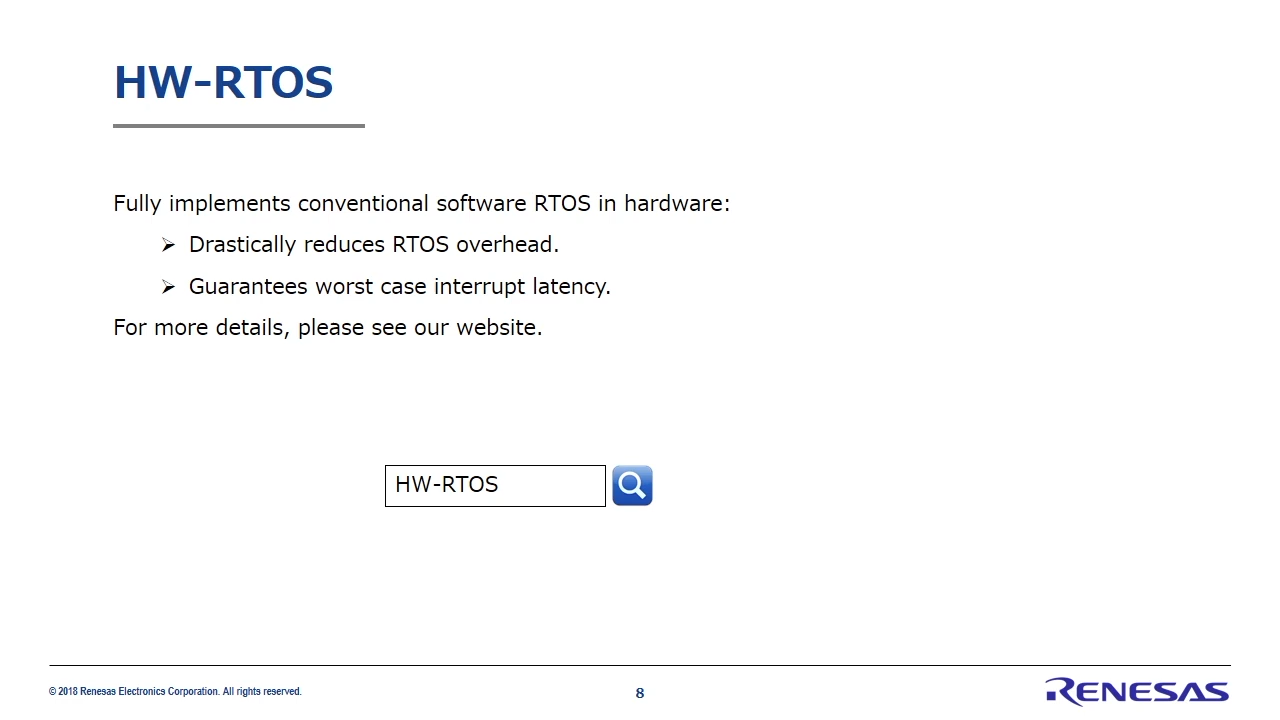 HW-RTOS
Fully implements conventional software RTOS in hardware:
➢ Drastically reduces RTOS overhead.
➢ Guarantees worst case interrupt latency.
For more details, please see our website.
HW-RTOS
© 2018 Renesas Electronics Corporation. All rights reserved.
8
RENESAS